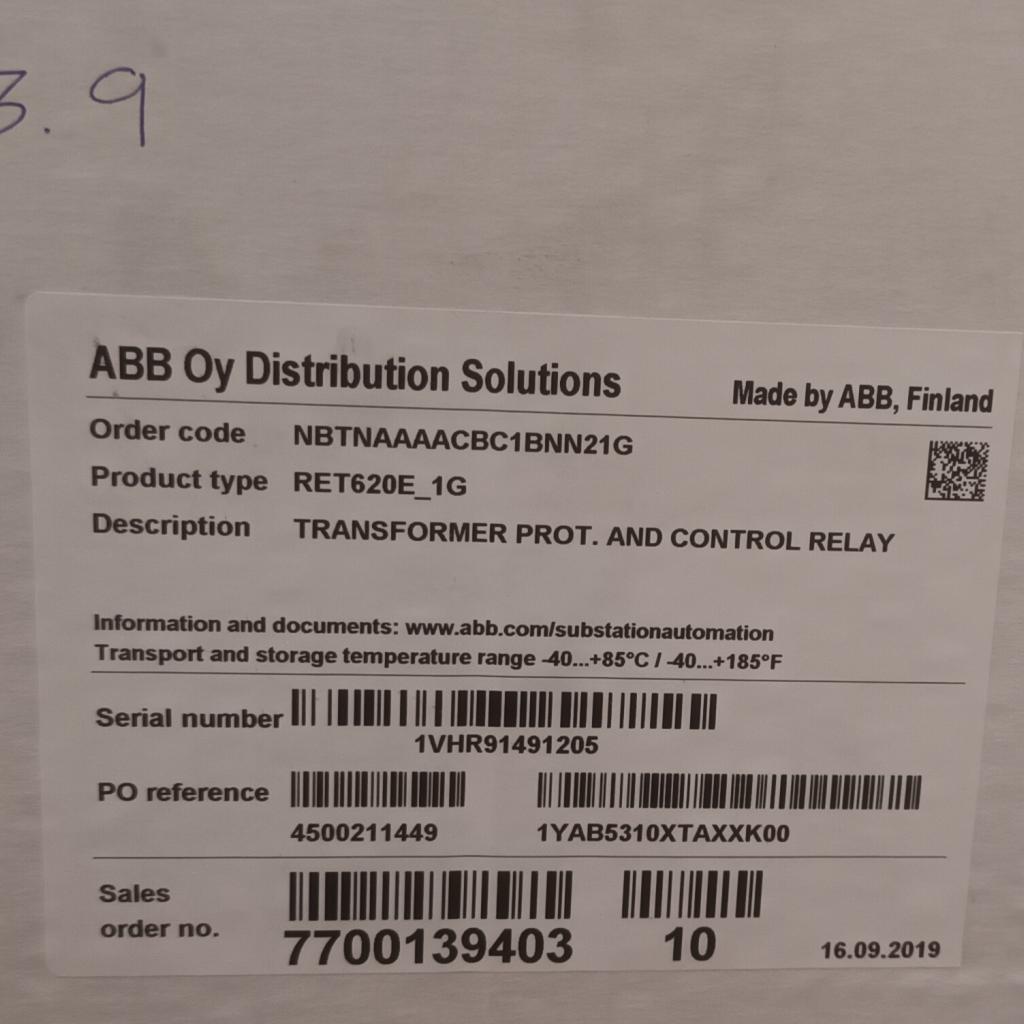 3.9
ABB Oy Distribution Solutions Made by ABB, Finland
Order code NBTNAAAACBC1BNN21G
Product type RET620E_1G
Description TRANSFORMER PROT. AND CONTROL RELAY
Information and documents: www.abb.com/substationautomation
Transport and storage temperature range -40...+85°C / -40...+185°F
Serial number
1VHR91491205
PO reference
4500211449 1YAB5310XTAXXK00
Sales
order no.
7700139403 10 16.09.2019